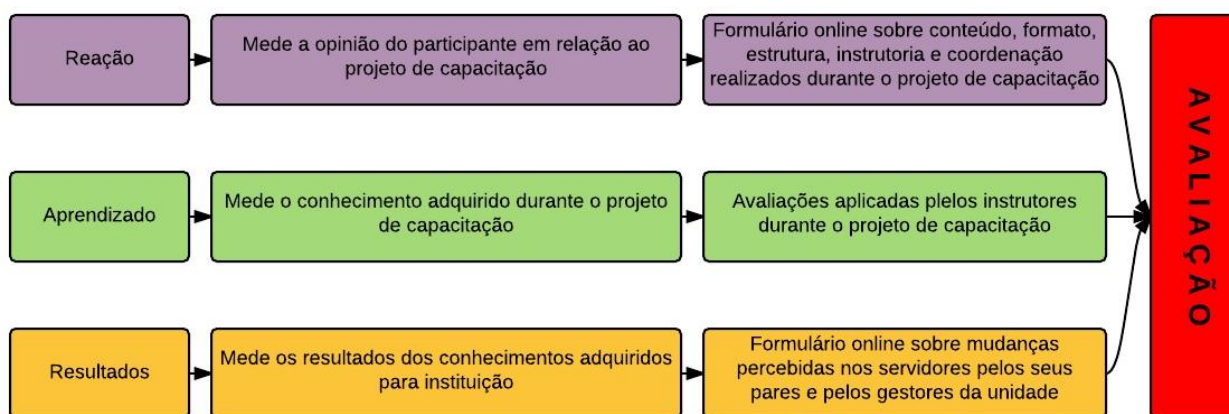 Reação
Mede a opinião do participante em relação ao
projeto de capacitação
Formulário online sobre conteúdo, formato,
estrutura, instrutoria e coordenação
realizados durante o projeto de capacitação
Aprendizado
Mede o conhecimento adquirido durante o projeto
de capacitação
Avaliações aplicadas plelos instrutores
durante o projeto de capacitação
Resultados
Mede os resultados dos conhecimentos adquiridos
para instituição
Formulário online sobre mudanças
percebidas nos servidores pelos seus
pares e pelos gestores da unidade
AVALIAÇÃO